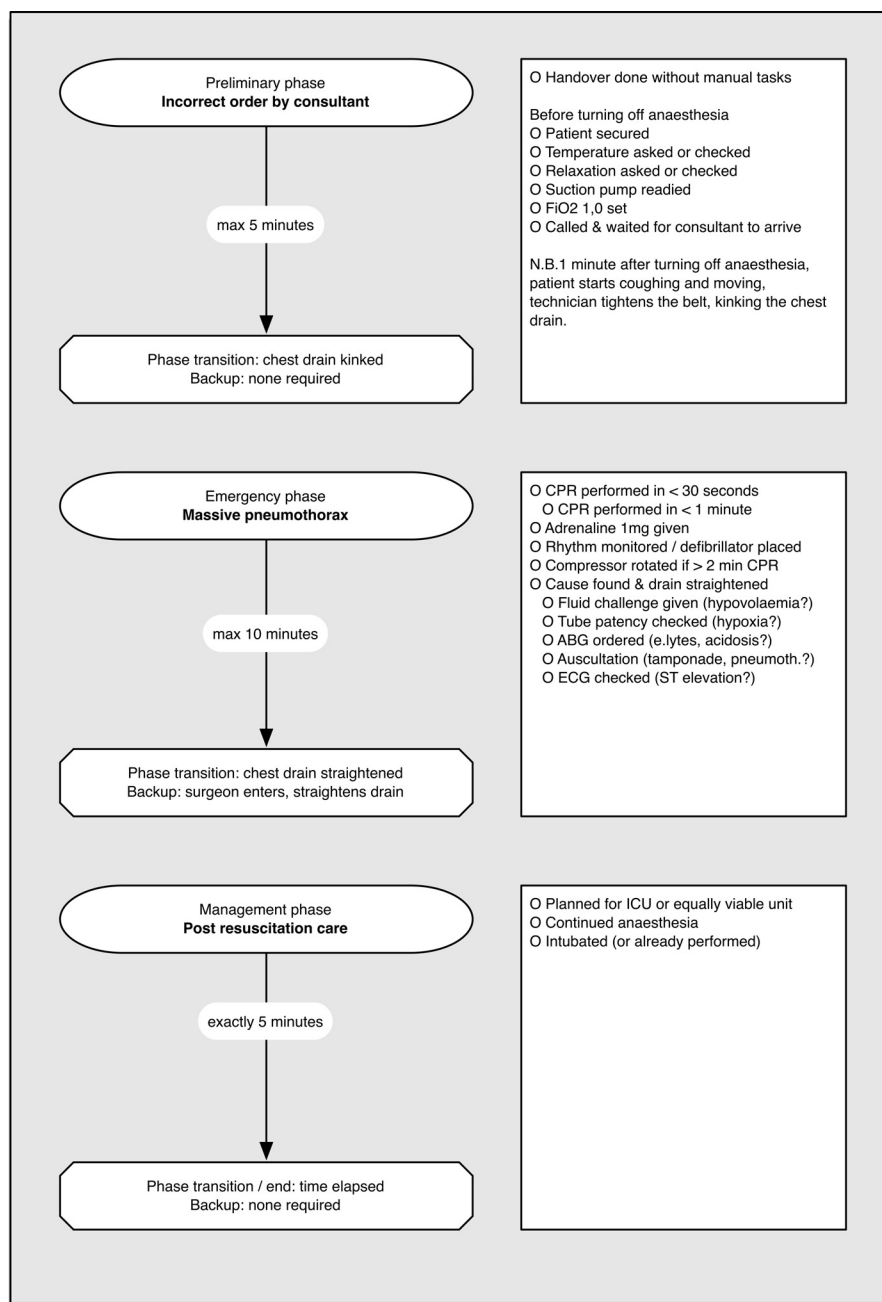 Preliminary phase
Incorrect order by consultant
max 5 minutes
Phase transition: chest drain kinked
Backup: none required
O Handover done without manual tasks
Before turning off anaesthesia
O Patient secured
O Temperature asked or checked
O Relaxation asked or checked
O Suction pump readied
O FiO2 1,0 set
O Called & waited for consultant to arrive
N.B.1 minute after turning off anaesthesia,
patient starts coughing and moving,
technician tightens the belt, kinking the chest
drain.
Emergency phase
Massive pneumothorax
max 10 minutes
Phase transition: chest drain straightened
Backup: surgeon enters, straightens drain
O CPR performed in < 30 seconds
O CPR performed in < 1 minute
O Adrenaline 1mg given
O Rhythm monitored / defibrillator placed
O Compressor rotated if > 2 min CPR
O Cause found & drain straightened
O Fluid challenge given (hypovolaemia?)
O Tube patency checked (hypoxia?)
O ABG ordered (e.lytes, acidosis?)
O Auscultation (tamponade, pneumoth.?)
O ECG checked (ST elevation?)
Management phase
Post resuscitation care
exactly 5 minutes
Phase transition / end: time elapsed
Backup: none required
O Planned for ICU or equally viable unit
O Continued anaesthesia
O Intubated (or already performed)